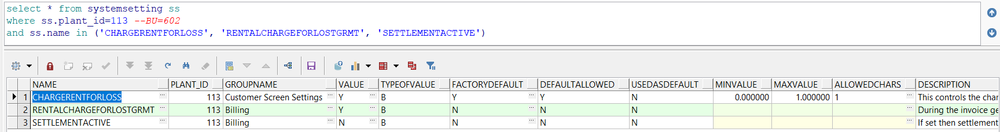 select * from systemsetting ss
where ss.plant_id=113 --BU=602
and ss.name in ('CHARGERENTFORLOSS', 'RENTALCHARGEFORLOSTGRMT', 'SETTLEMENTACTIVE')
NAME PLANT_ID GROUPNAME VALUE TYPEOFVALUE FACTORYDEFAULT DEFAULTALLOWED USEDASDEFAULT MINVALUE MAXVALUE ALLOWEDCHARS DESCRIPTION
1 CHARGERENTFORLOSS ... 113 Customer Screen Settings ... Y ... B Y ... Y N 0.000000 1.000000 1 ... This controls the char
2 RENTALCHARGEFORLOSTGRMT ... 113 Billing ... Y ... B N ... N N ... During the invoice ge
3 SETTLEMENTACTIVE ... 113 Billing ... N ... B N ... N N ... If set then settlement